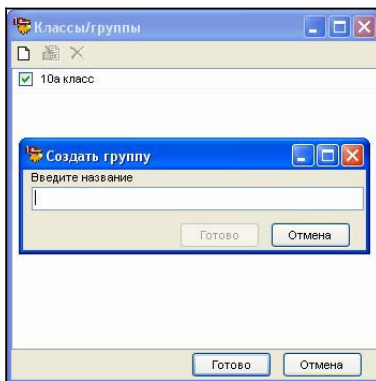 Классы/группы
10а класс
Создать группу
Введите название
Готово Отмена
Готово Отмена